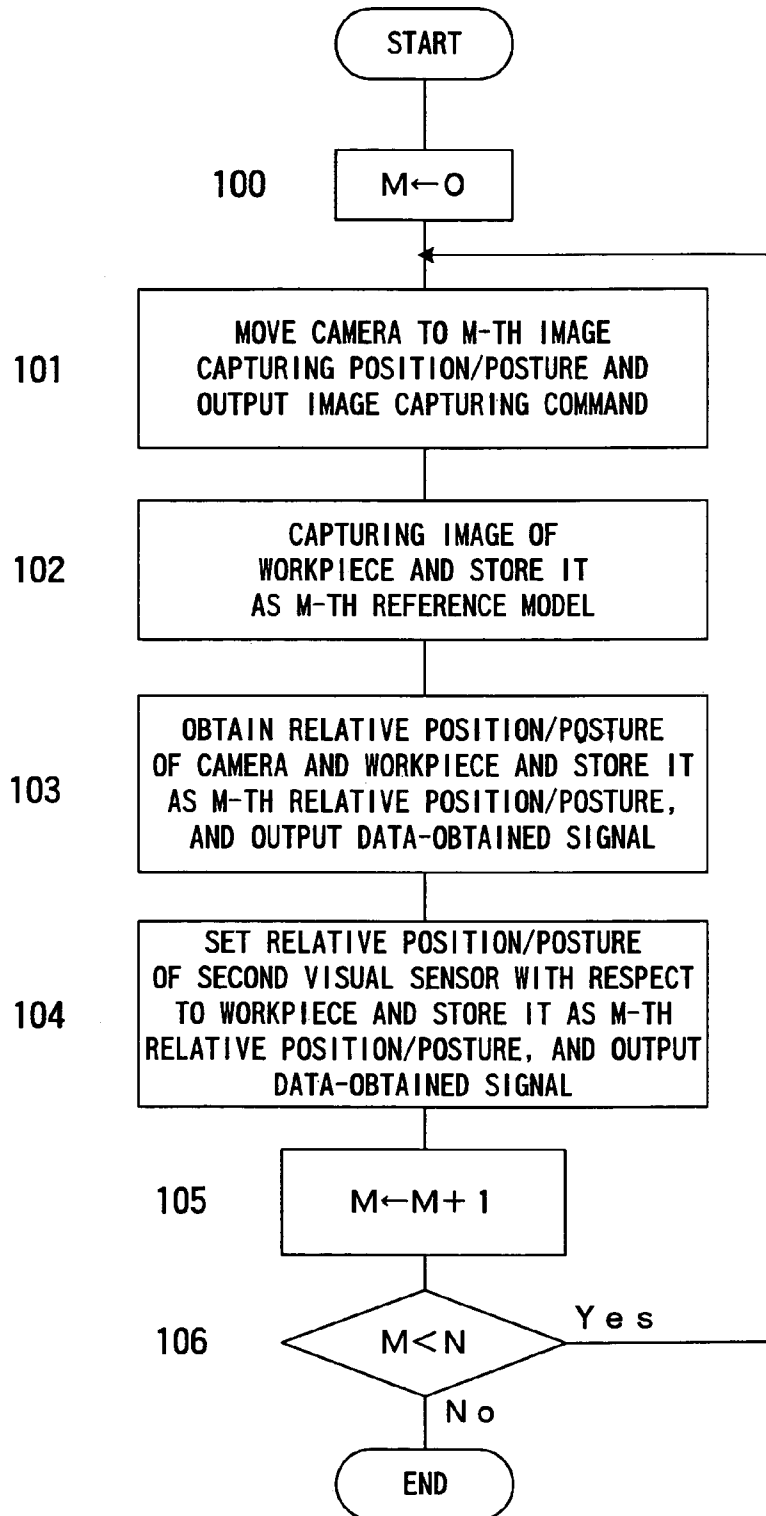 START
100
M←0
101
MOVE CAMERA TO M-TH IMAGE
CAPTURING POSITION/POSTURE AND
OUTPUT IMAGE CAPTURING COMMAND
102
CAPTURING IMAGE OF
WORKPIECE AND STORE IT
AS M-TH REFERENCE MODEL
103
OBTAIN RELATIVE POSITION/POSTURE
OF CAMERA AND WORKPIECE AND STORE IT
AS M-TH RELATIVE POSITION/POSTURE,
AND OUTPUT DATA-OBTAINED SIGNAL
104
SET RELATIVE POSITION/POSTURE
OF SECOND VISUAL SENSOR WITH RESPECT
TO WORKPIECE AND STORE IT AS M-TH
RELATIVE POSITION/POSTURE, AND OUTPUT
DATA-OBTAINED SIGNAL
105
M←M+1
106
M<N
Yes
No
END